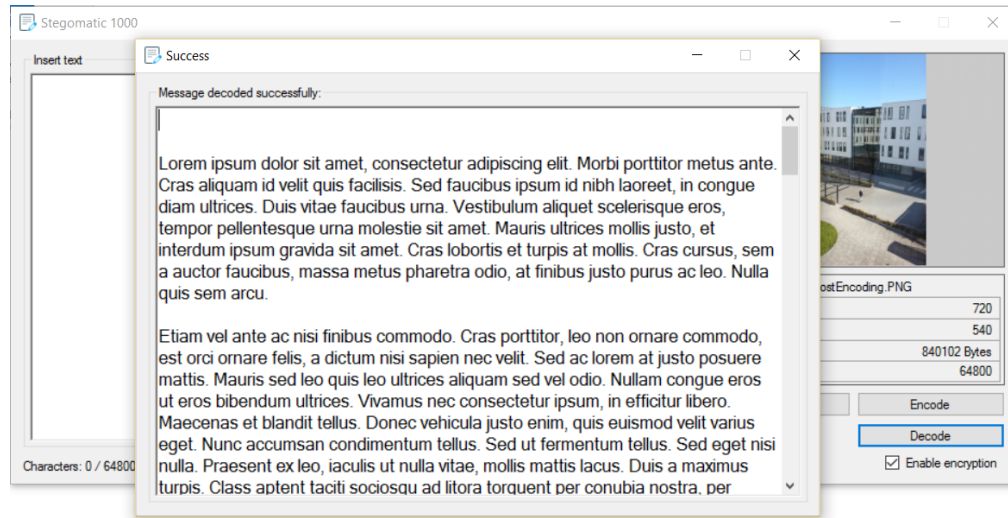 Stegomatic 1000
Insert text
Success
Message decoded successfully:
Lorem ipsum dolor sit amet, consectetur adipiscing elit. Morbi porttitor metus ante.
Cras aliquam id velit quis facilisis. Sed faucibus ipsum id nibh laoreet, in congue
diam ultrices. Duis vitae faucibus urna. Vestibulum aliquet scelerisque eros,
tempor pellentesque urna molestie sit amet. Mauris ultrices mollis justo, et
interdum ipsum gravida sit amet. Cras lobortis et turpis at mollis. Cras cursus, sem
a auctor faucibus, massa metus pharetra odio, at finibus justo purus ac leo. Nulla
quis sem arcu.
Etiam vel ante ac nisi finibus commodo. Cras porttitor, leo non ornare commodo,
est orci ornare felis, a dictum nisi sapien nec velit. Sed ac lorem at justo posuere
mattis. Mauris sed leo quis leo ultrices aliquam sed vel odio. Nullam congue eros
ut eros bibendum ultrices. Vivamus nec consectetur ipsum, in efficitur libero.
Maecenas et blandit tellus. Donec vehicula justo enim, quis euismod velit varius
eget. Nunc accumsan condimentum tellus. Sed ut fermentum tellus. Sed eget nisi
nulla. Praesent ex leo, iaculis ut nulla vitae, mollis mattis lacus. Duis a maximus
turpis. Class aptent taciti sociosqu ad litora torquent per conubia nostra, per
ostEncoding.PNG
720
540
840102 Bytes
64800
Encode
Decode
Characters: 0 / 64800
Enable encryption